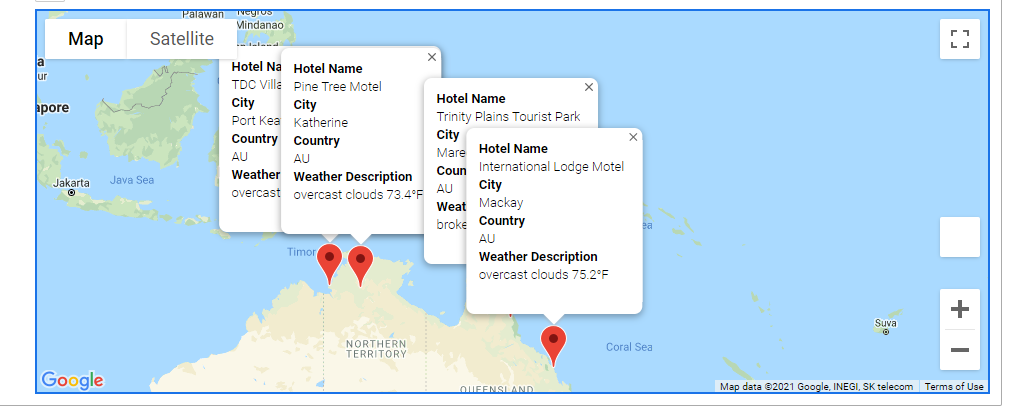 Palawan
Negros
Mindanao
Map
Satellite
Hotel Na
TDC Villa
City
Port Kea
Country
AU
Weather
overcast
Hotel Name
Pine Tree Motel
City
Katherine
Country
AU
Weather Description
overcast clouds 73.4°F
Hotel Name
Trinity Plains Tourist Park
City
Mare
Coun
AU
Weat
broke
Hotel Name
International Lodge Motel
City
Mackay
Country
AU
Weather Description
overcast clouds 75.2°F
apore
Jakarta
Java Sea
Timor
NORTHERN
TERRITORY
QUEENSLAND
Coral Sea
Suva
Google
Map data ©2021 Google, INEGI, SK telecom
Terms of Use